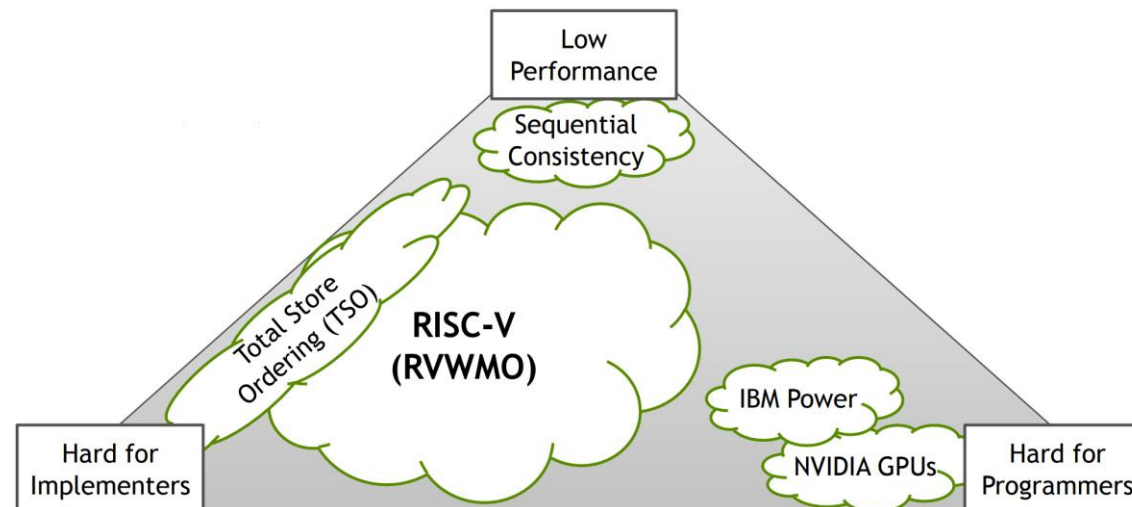 Low
Performance
Sequential
Consistency
Total Store
Ordering (TSO)
RISC-V
(RVWMO)
IBM Power
NVIDIA GPUs
Hard for
Implementers
Hard for
Programmers